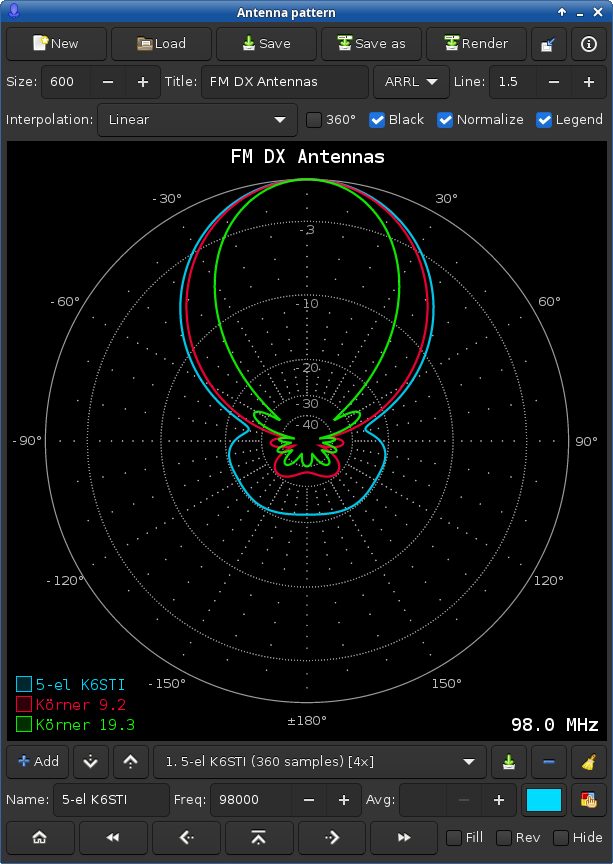 Antenna pattern
New Load Save Save as Render
Size: 600 Title: FM DX Antennas ARRL Line: 1.5
Interpolation: Linear 360° Black Normalize Legend
FM DX Antennas
-30° 30°
-3
-60° -10 60°
20
30
40
-90° 90°
-120° 120°
5-el K6STI -150° 150°
Körner 9.2
Körner 19.3 ±180° 98.0 MHz
Add 1. 5-el K6STI (360 samples) [4x]
Name: 5-el K6STI Freq: 98000 Avg:
Fill Rev Hide